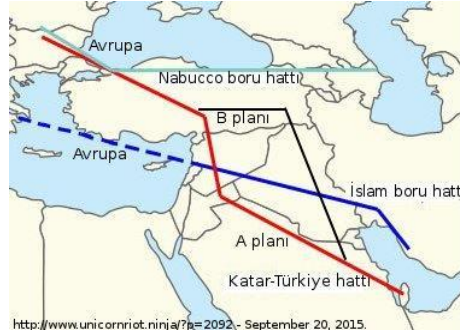 Avrupa
Nabucco boru hattı
B planı
Avrupa
İslam boru hattı
A planı
Katar-Türkiye hattı
http://www.unicornriot.ninja/?p=2092 - September 20, 2015.